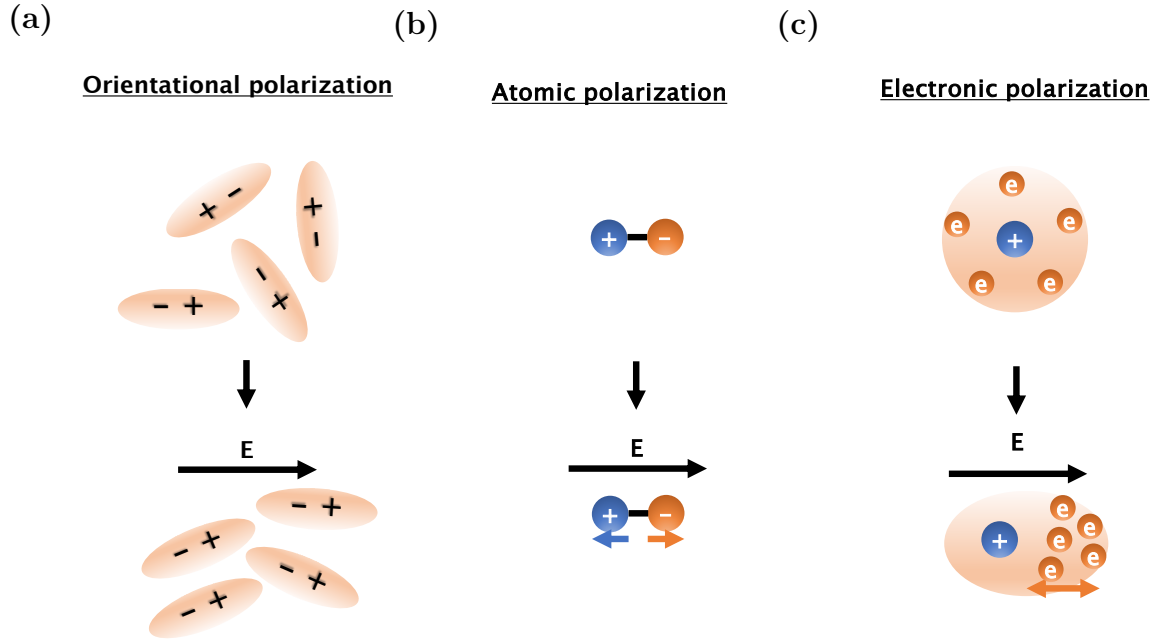 (a)
Orientational polarization
+ -
+
-
-
+
- +
E
- +
- +
- +
- +
(b)
Atomic polarization
+ -
E
+ -
(c)
Electronic polarization
e
e
e
+
e
e
E
e
e
+
e
e
e